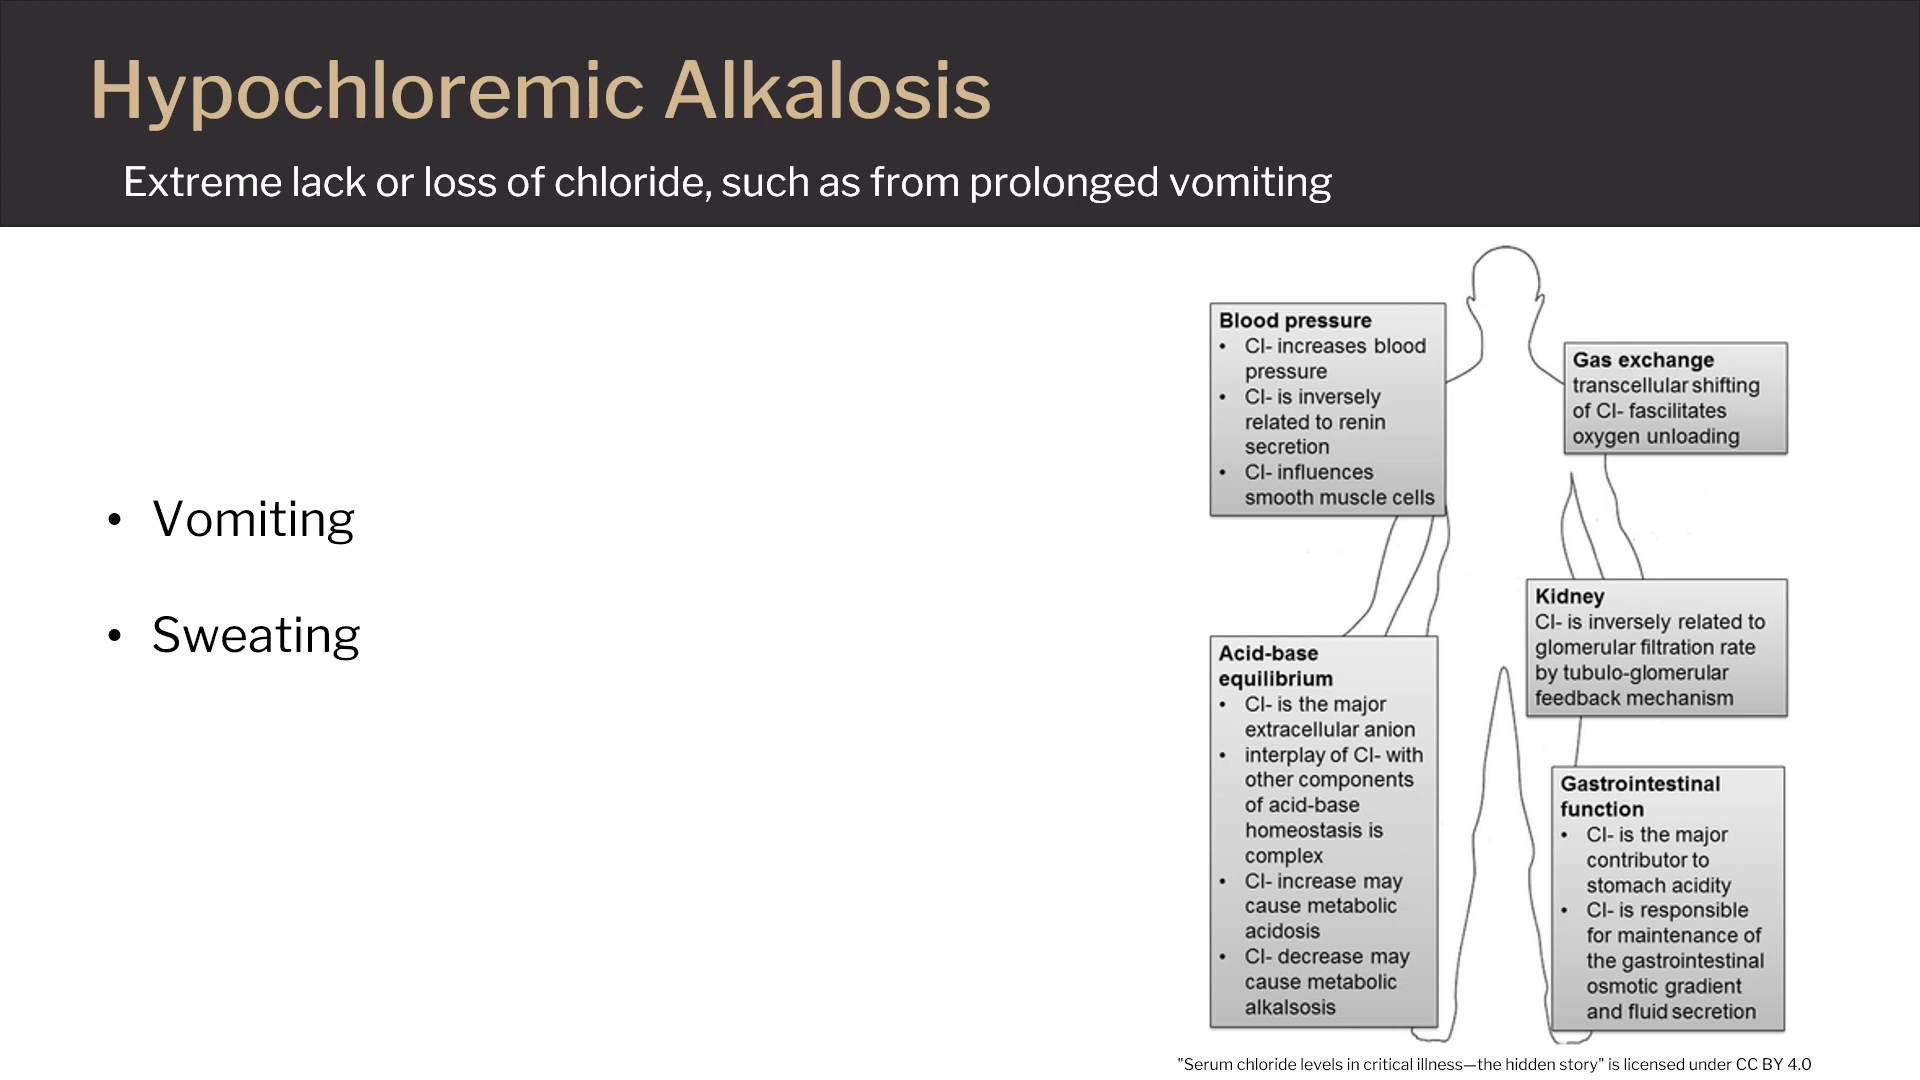 Hypochloremic Alkalosis
Extreme lack or loss of chloride, such as from prolonged vomiting
• Vomiting
• Sweating
Blood pressure
• Cl- increases blood
pressure
• Cl- is inversely
related to renin
secretion
• Cl- influences
smooth muscle cells
Gas exchange
transcellular shifting
of Cl- fascilitates
oxygen unloading
Kidney
Cl- is inversely related to
glomerular filtration rate
by tubulo-glomerular
feedback mechanism
Acid-base
equilibrium
• Cl- is the major
extracellular anion
• interplay of Cl- with
other components
of acid-base
homeostasis is
complex
• Cl- increase may
cause metabolic
acidosis
• Cl- decrease may
cause metabolic
alkalsosis
Gastrointestinal
function
• Cl- is the major
contributor to
stomach acidity
• Cl- is responsible
for maintenance of
the gastrointestinal
osmotic gradient
and fluid secretion
"Serum chloride levels in critical illness—the hidden story" is licensed under CC BY 4.0